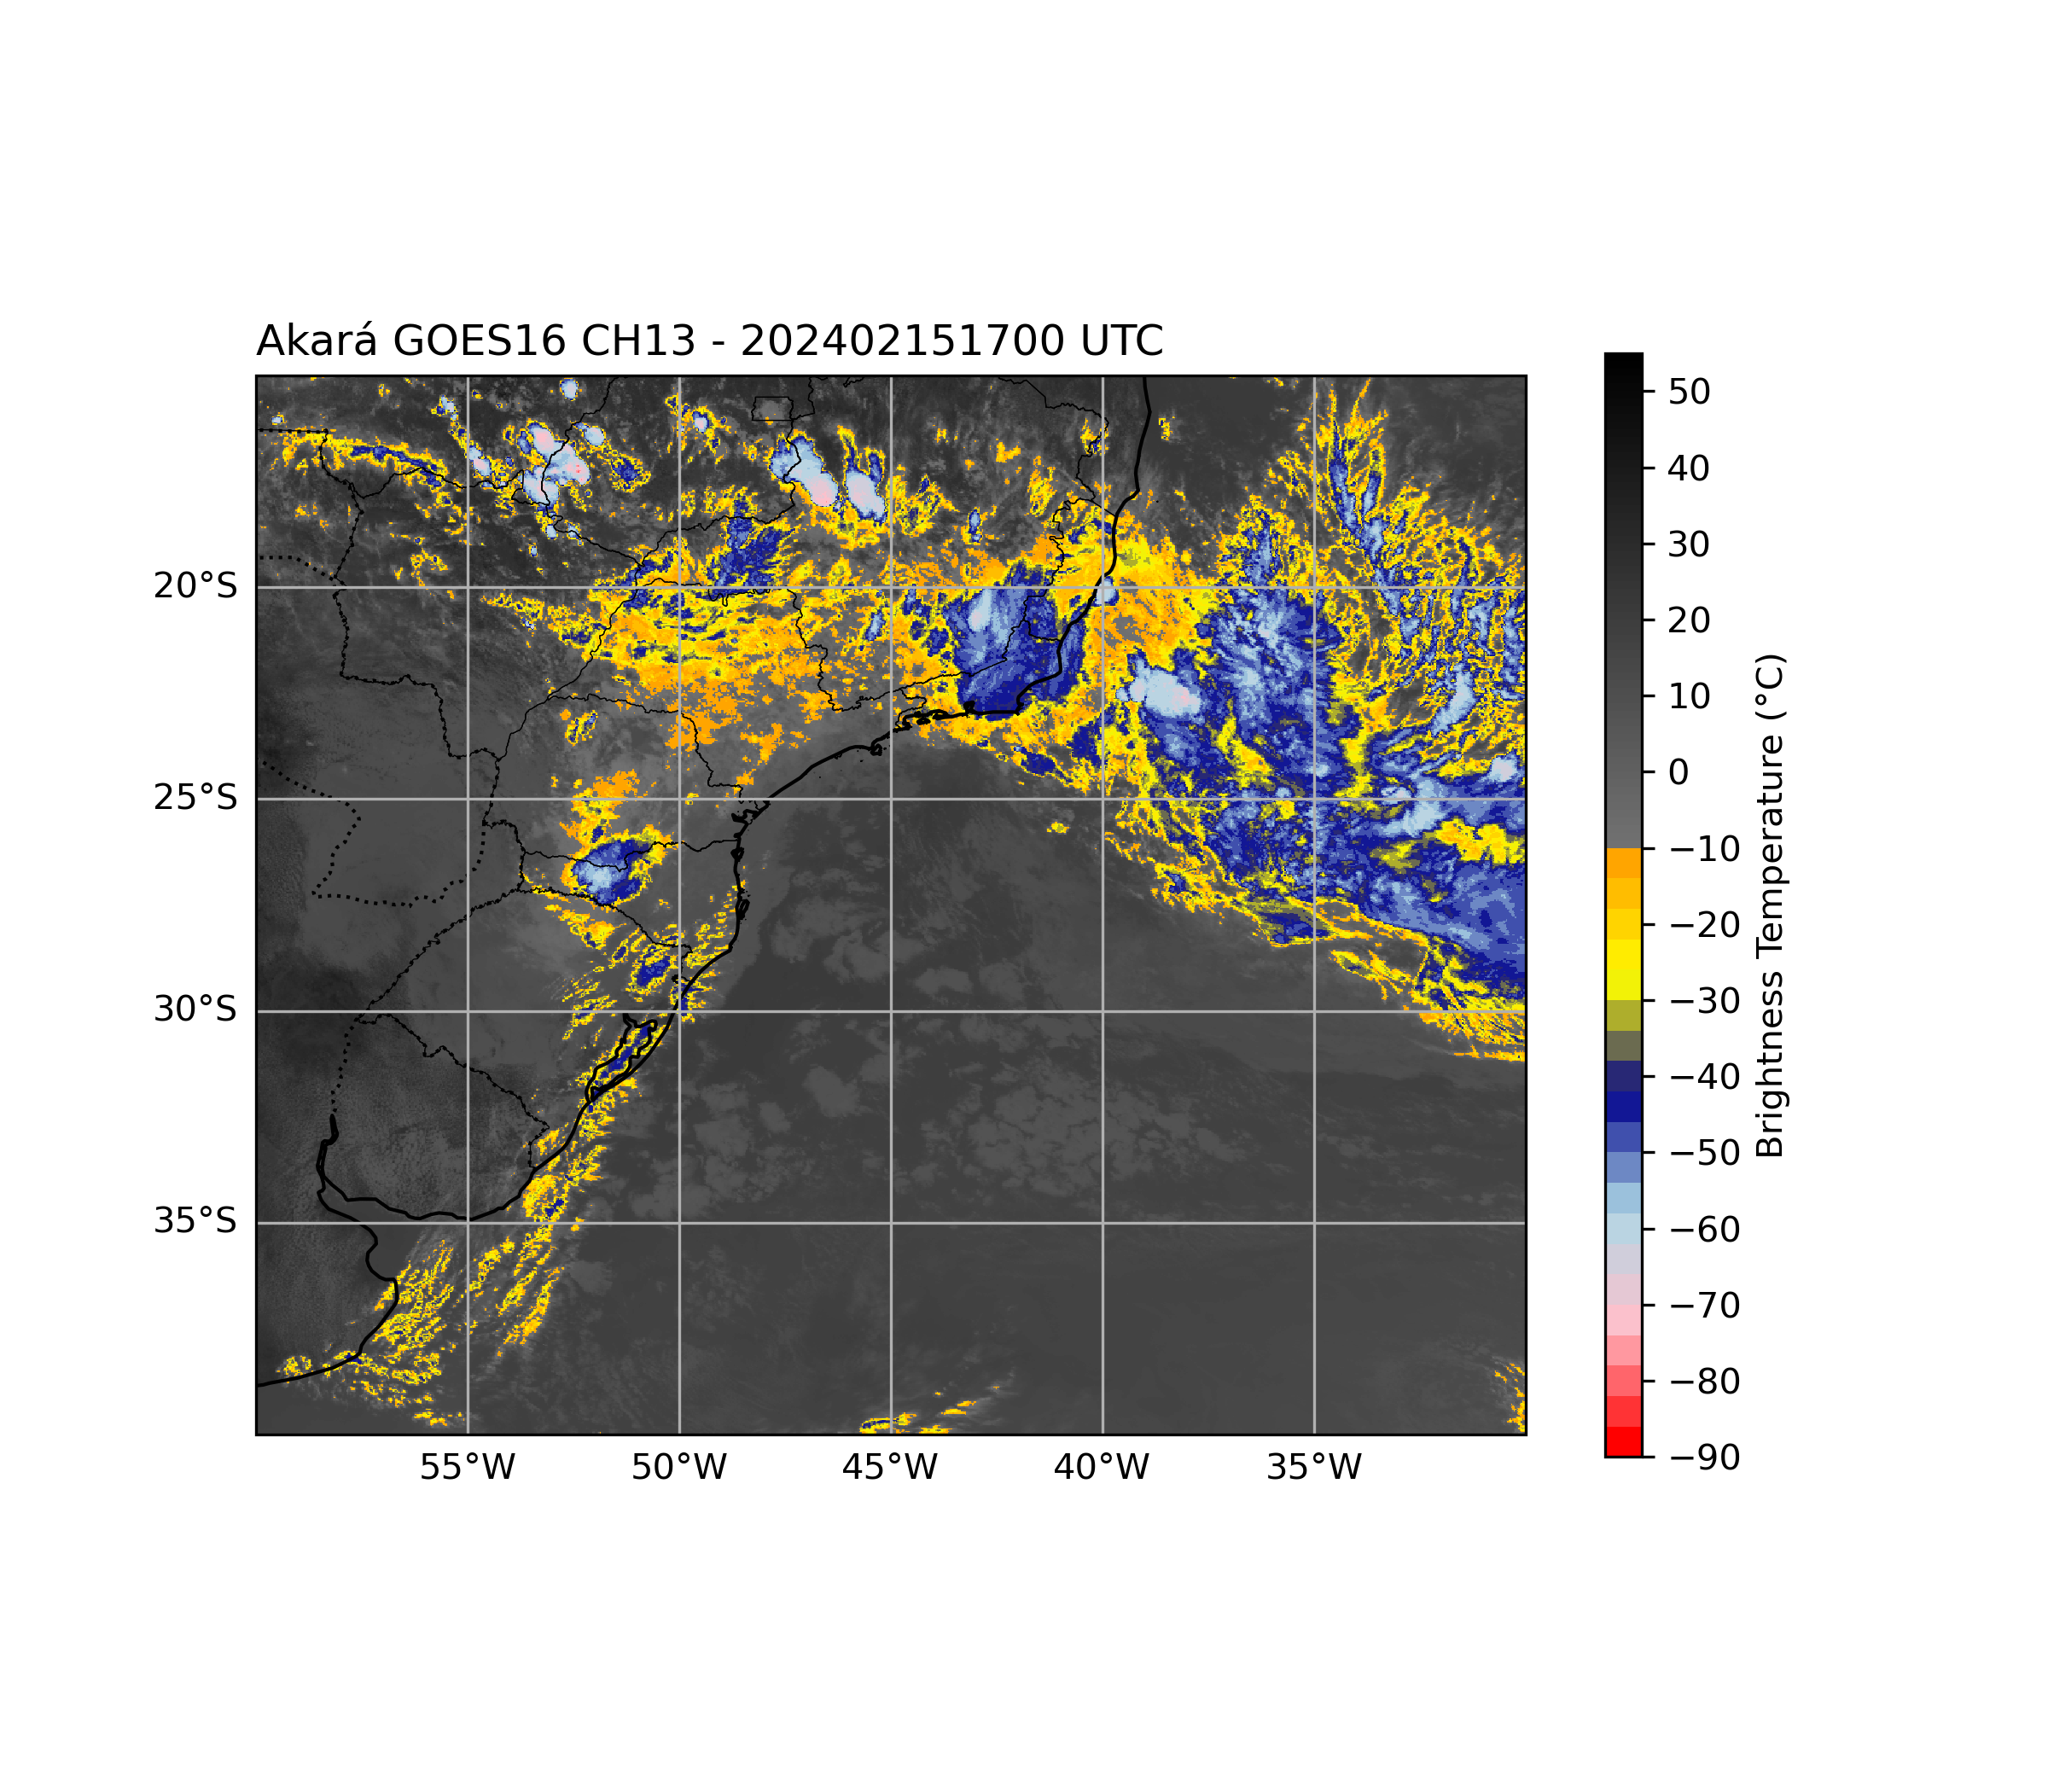 Akará GOES16 CH13 - 202402151700 UTC
20°S
25°S
30°S
35°S
55°W
50°W
45°W
40°W
35°W
50
40
30
20
10
0
−10
−20
−30
−40
−50
−60
−70
−80
−90
Brightness Temperature (°C)